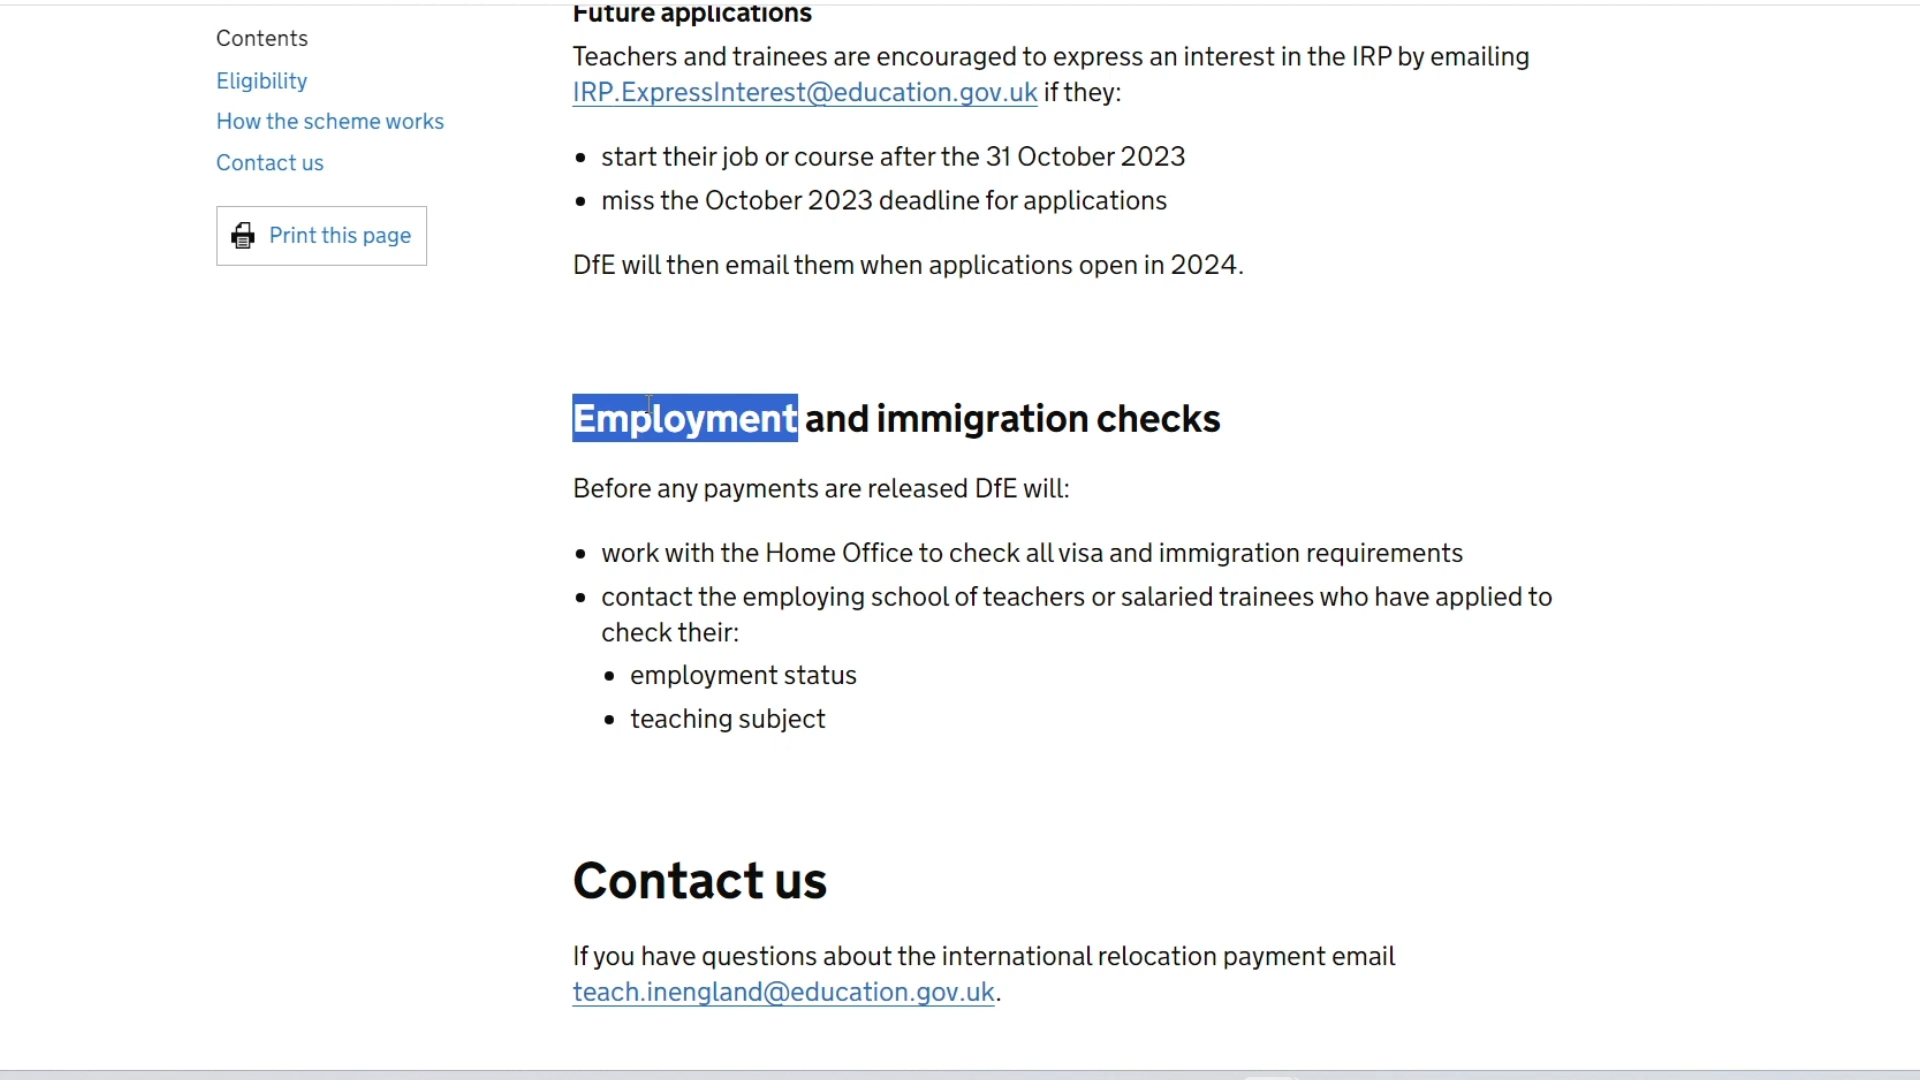 Contents
Eligibility
How the scheme works
Contact us
Print this page
Future applications
Teachers and trainees are encouraged to express an interest in the IRP by emailing
IRP.ExpressInterest@education.gov.uk if they:
• start their job or course after the 31 October 2023
• miss the October 2023 deadline for applications
DfE will then email them when applications open in 2024.
Employment and immigration checks
Before any payments are released DfE will:
• work with the Home Office to check all visa and immigration requirements
• contact the employing school of teachers or salaried trainees who have applied to
check their:
• employment status
• teaching subject
Contact us
If you have questions about the international relocation payment email
teach.inengland@education.gov.uk.